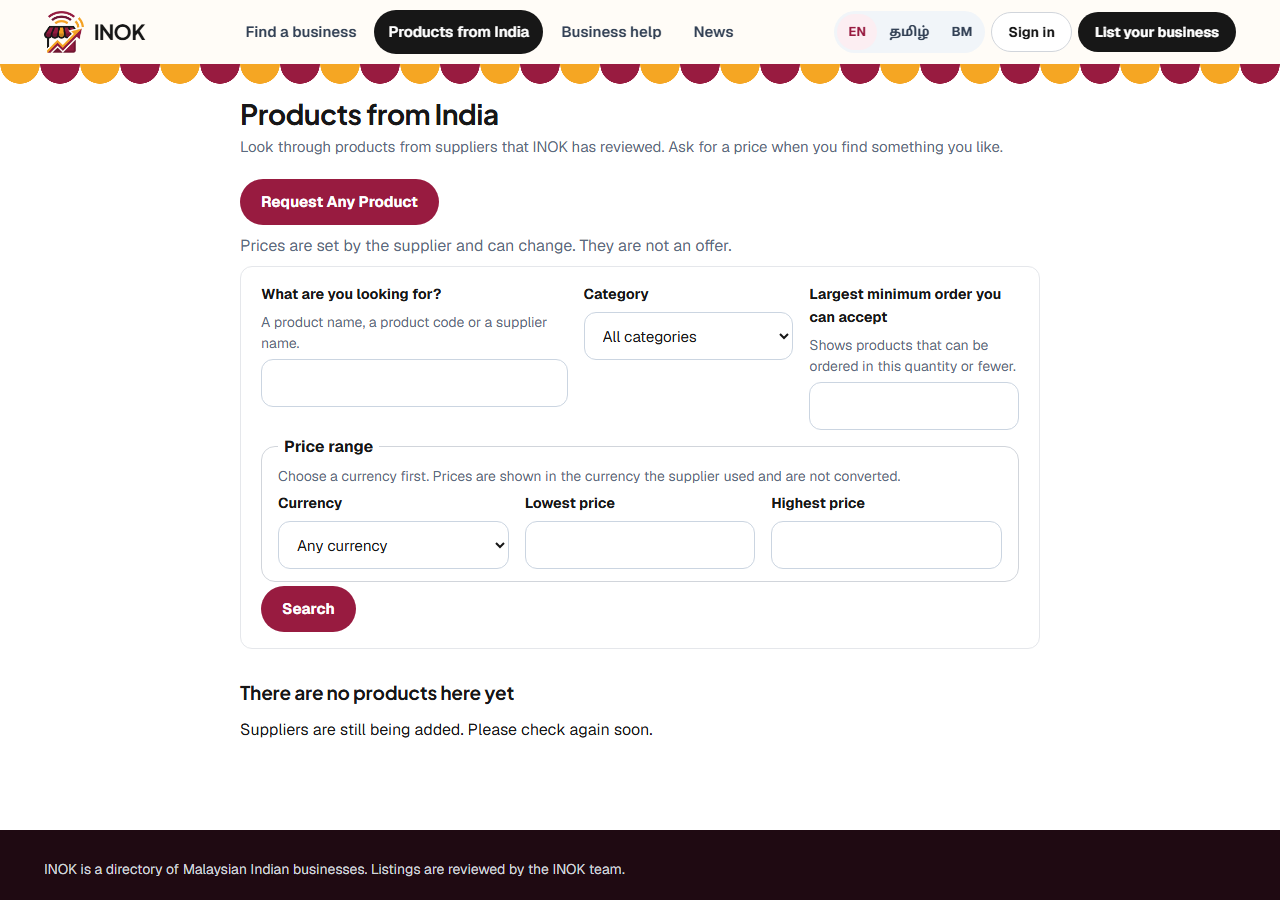 INOK
Find a business
Products from India
Business help
News
EN
தமிழ்
BM
Sign in
List your business
Products from India
Look through products from suppliers that INOK has reviewed. Ask for a price when you find something you like.
Request Any Product
Prices are set by the supplier and can change. They are not an offer.
What are you looking for?
A product name, a product code or a supplier
name.
Category
All categories
Largest minimum order you
can accept
Shows products that can be
ordered in this quantity or fewer.
Price range
Choose a currency first. Prices are shown in the currency the supplier used and are not converted.
Currency
Any currency
Lowest price
Highest price
Search
There are no products here yet
Suppliers are still being added. Please check again soon.
INOK is a directory of Malaysian Indian businesses. Listings are reviewed by the INOK team.